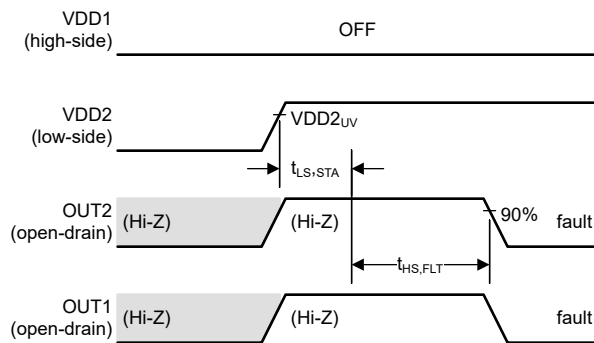 VDD1
(high-side)
OFF
VDD2
(low-side)
VDD2UV
tLS,STA
OUT2
(open-drain)
(Hi-Z)
(Hi-Z)
90%
fault
tHS,FLT
OUT1
(open-drain)
(Hi-Z)
(Hi-Z)
fault